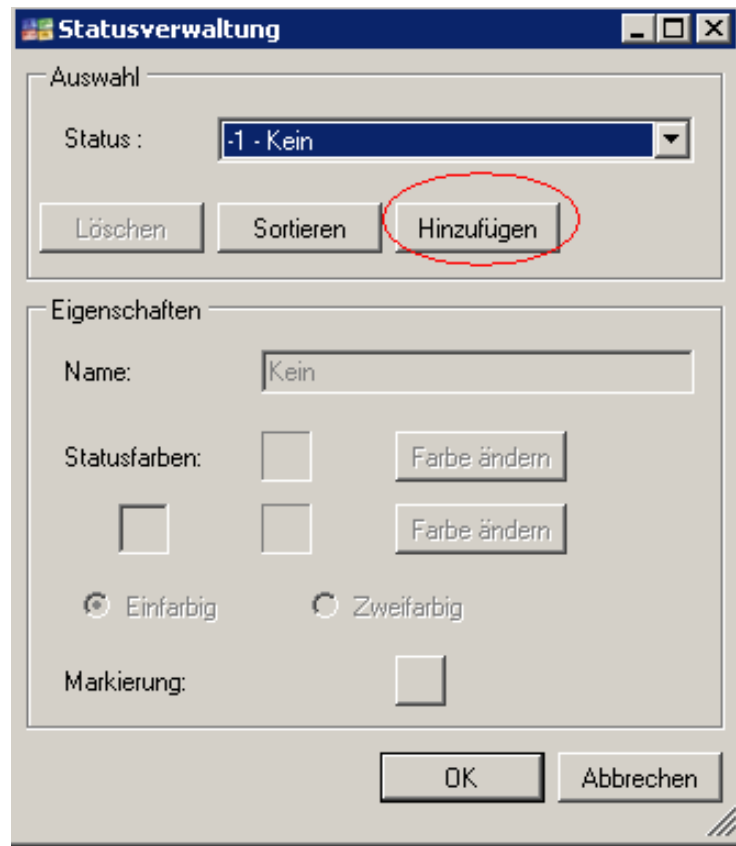 Statusverwaltung
Auswahl
Status :
-1 - Kein
Löschen Sortieren Hinzufügen
Eigenschaften
Name: Kein
Statusfarben: Farbe ändern
Farbe ändern
Einfarbig Zweifarbig
Markierung:
OK Abbrechen